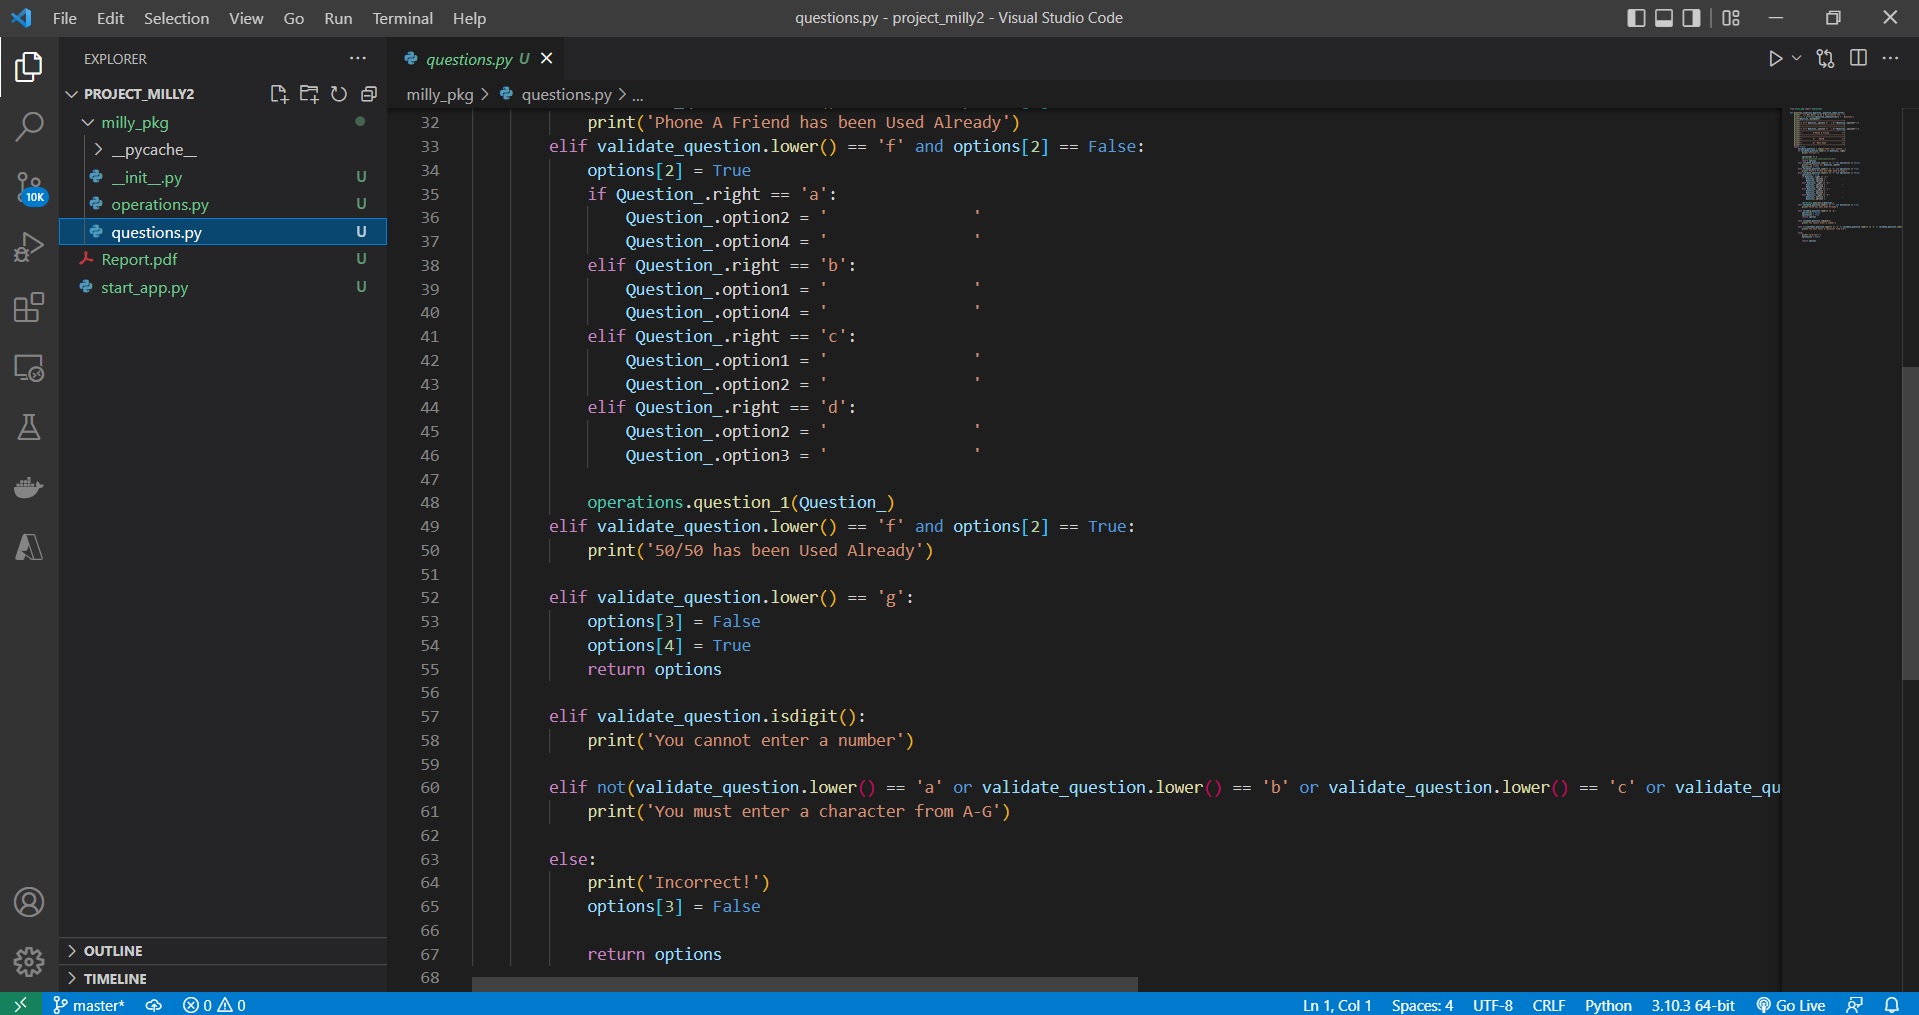 File Edit Selection View Go Run Terminal Help
questions.py - project_milly2 - Visual Studio Code
EXPLORER
questions.py U
PROJECT_MILLY2
milly_pkg > questions.py > ...
milly_pkg
__pycache__
__init__.py U
operations.py U
questions.py U
Report.pdf U
start_app.py U
10K
32 print('Phone A Friend has been Used Already')
33 elif validate_question.lower() == 'f' and options[2] == False:
34 options[2] = True
35 if Question_.right == 'a':
36 Question_.option2 = '                '
37 Question_.option4 = '                '
38 elif Question_.right == 'b':
39 Question_.option1 = '                '
40 Question_.option4 = '                '
41 elif Question_.right == 'c':
42 Question_.option1 = '                '
43 Question_.option2 = '                '
44 elif Question_.right == 'd':
45 Question_.option2 = '                '
46 Question_.option3 = '                '
47
48 operations.question_1(Question_)
49 elif validate_question.lower() == 'f' and options[2] == True:
50 print('50/50 has been Used Already')
51
52 elif validate_question.lower() == 'g':
53 options[3] = False
54 options[4] = True
55 return options
56
57 elif validate_question.isdigit():
58 print('You cannot enter a number')
59
60 elif not(validate_question.lower() == 'a' or validate_question.lower() == 'b' or validate_question.lower() == 'c' or validate_qu
61 print('You must enter a character from A-G')
62
63 else:
64 print('Incorrect!')
65 options[3] = False
66
67 return options
68
OUTLINE
TIMELINE
master* 0 0
Ln 1, Col 1 Spaces: 4 UTF-8 CRLF Python 3.10.3 64-bit Go Live